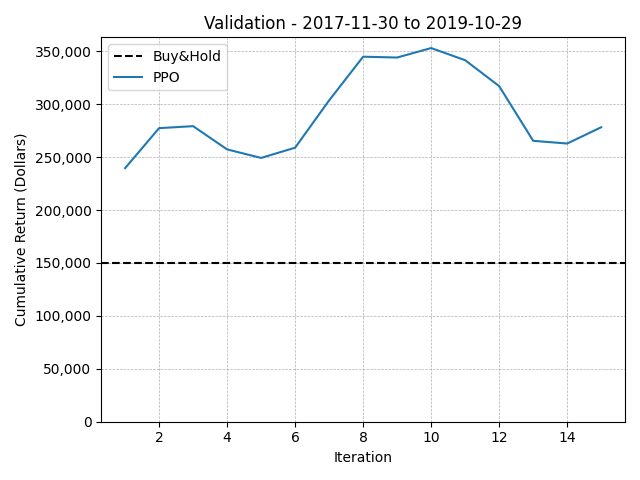 Validation - 2017-11-30 to 2019-10-29
Buy&Hold
PPO
Cumulative Return (Dollars)
350,000
300,000
250,000
200,000
150,000
100,000
50,000
0
2 4 6 8 10 12 14
Iteration